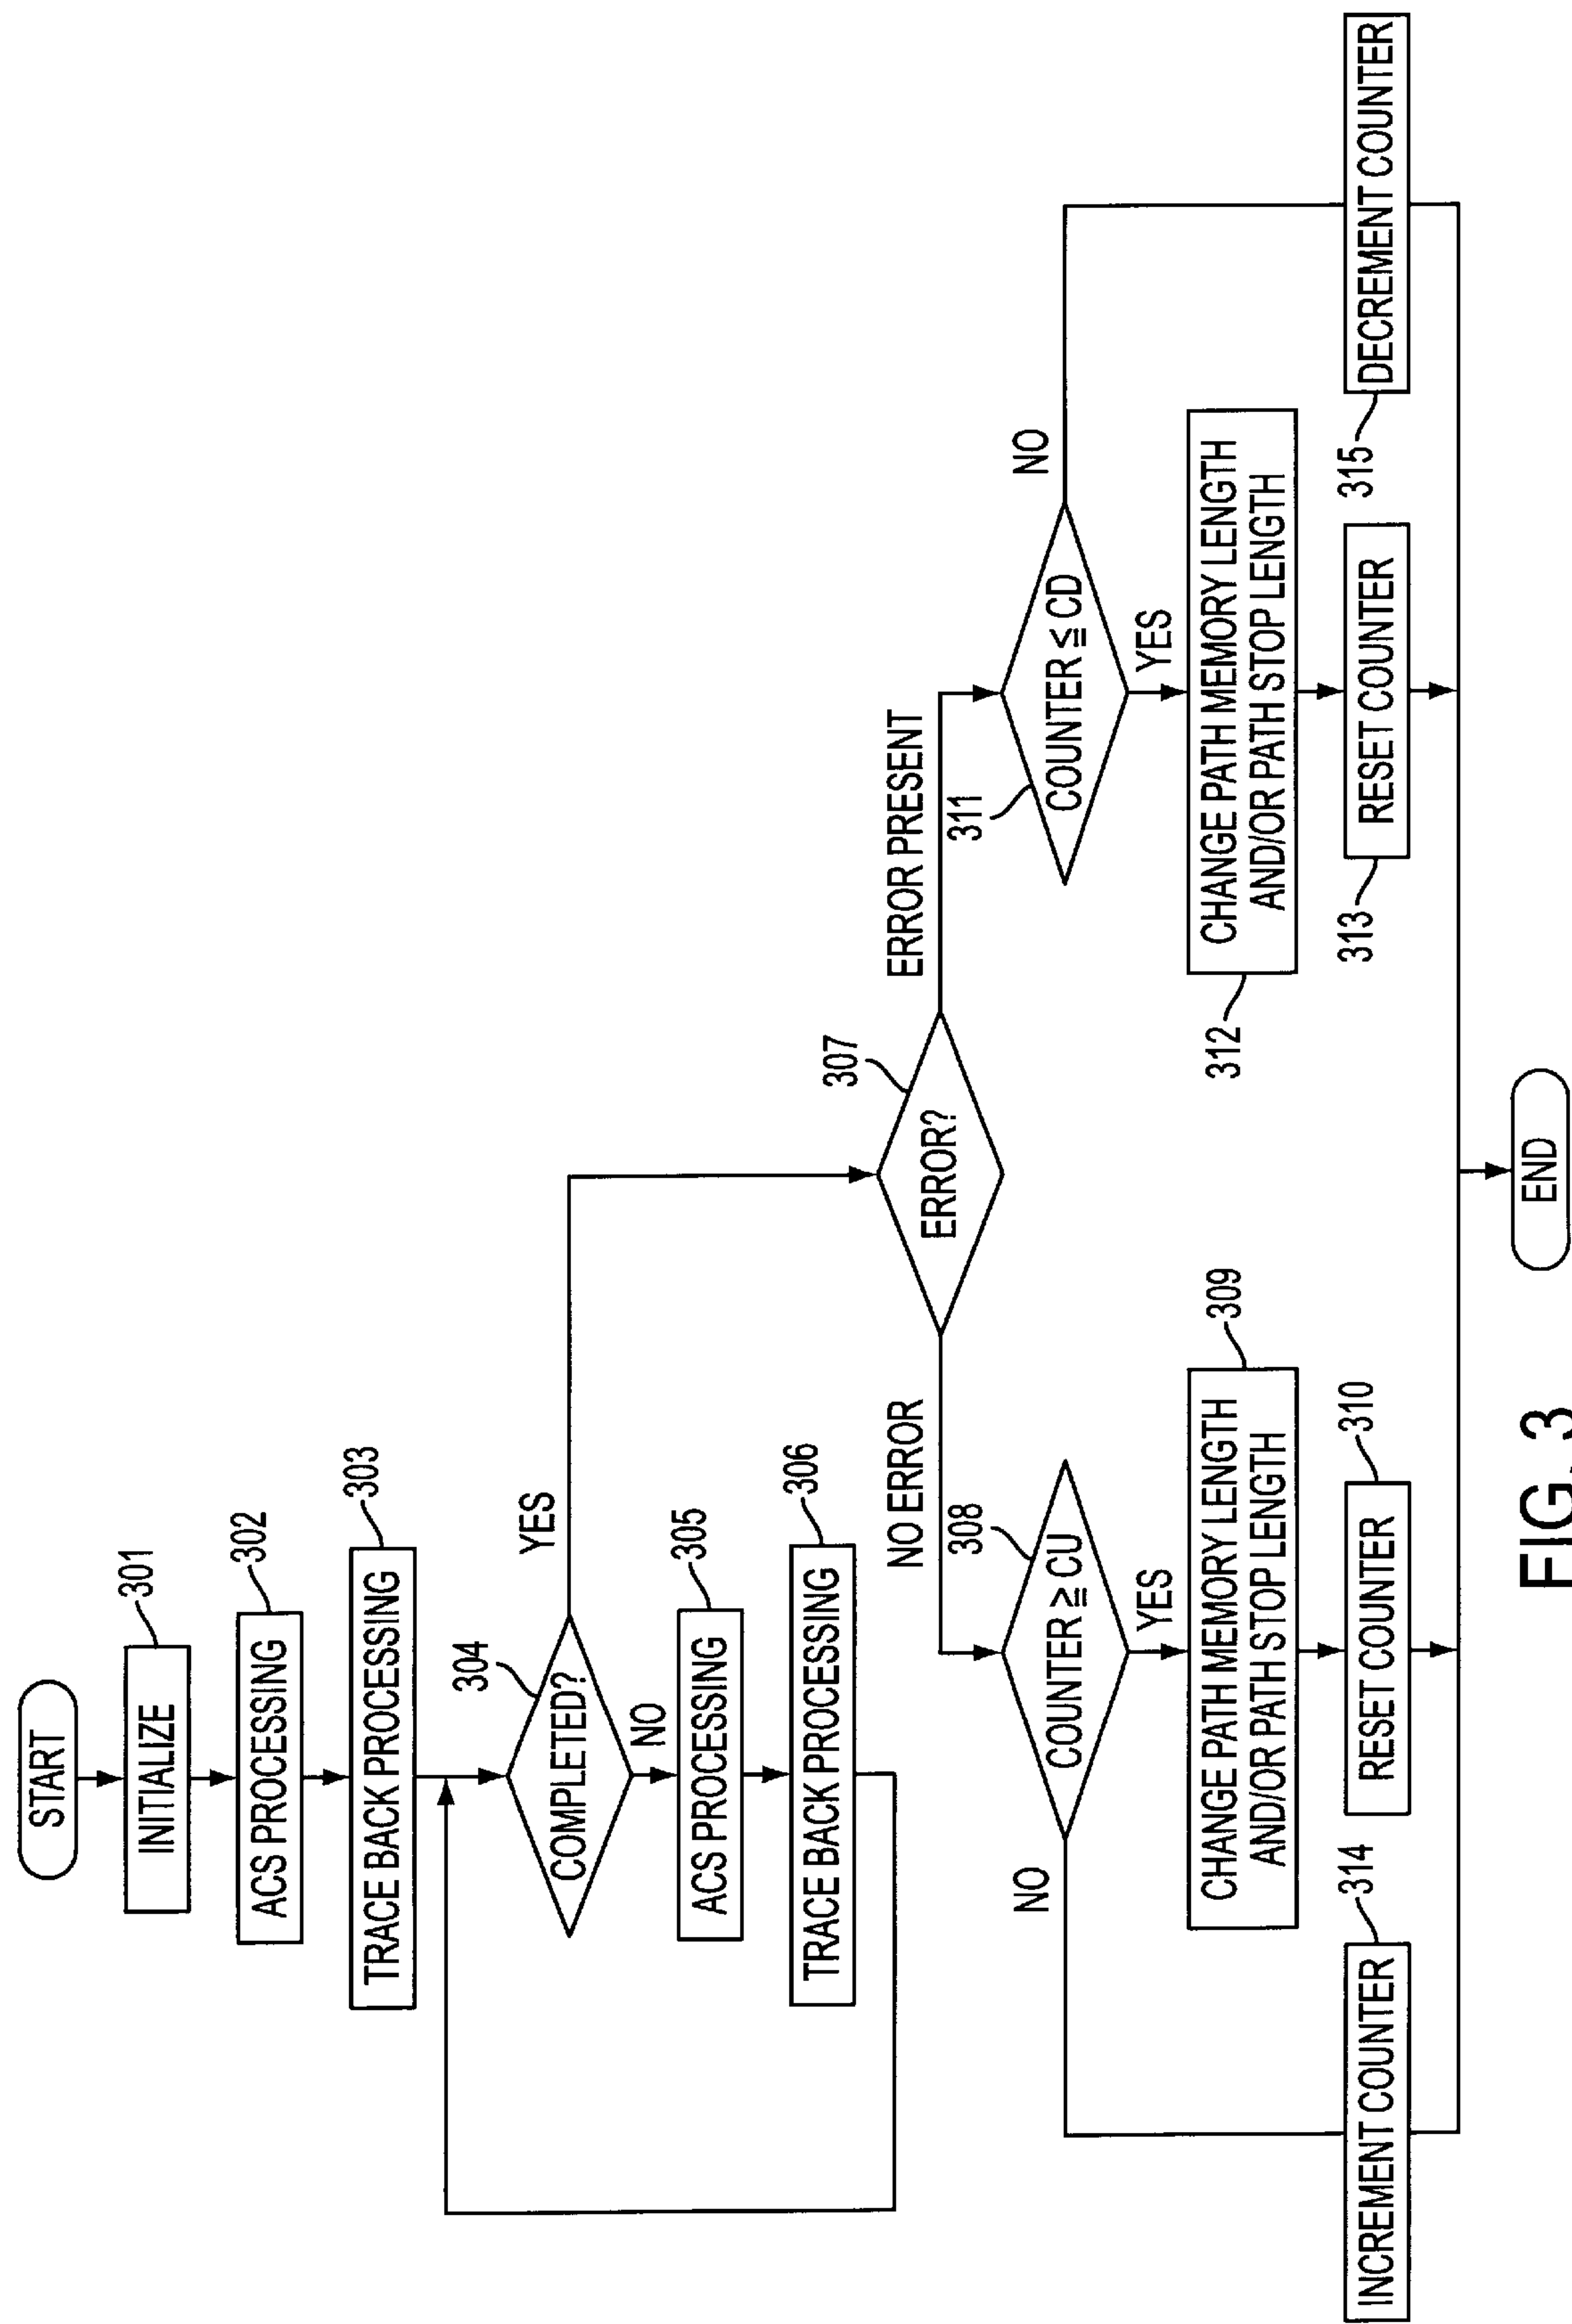 START
301
INITIALIZE
302
ACS PROCESSING
303
TRACE BACK PROCESSING
304
COMPLETED?
YES
NO
305
ACS PROCESSING
306
TRACE BACK PROCESSING
307
ERROR?
NO ERROR
ERROR PRESENT
308
COUNTER ≧ CU
NO
YES
311
COUNTER ≦ CD
NO
YES
309
CHANGE PATH MEMORY LENGTH
AND/OR PATH STOP LENGTH
312
CHANGE PATH MEMORY LENGTH
AND/OR PATH STOP LENGTH
314
INCREMENT COUNTER
310
RESET COUNTER
313
RESET COUNTER
315
DECREMENT COUNTER
END
FIG. 3